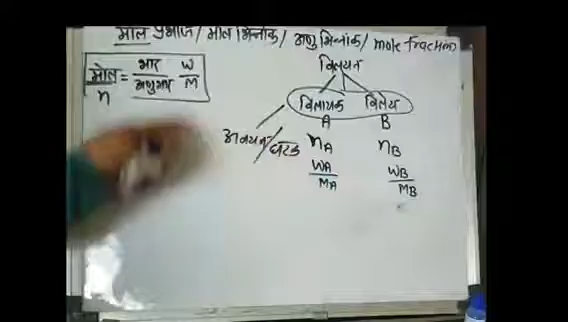 मोल प्रभाज / मोल भिन्नांक / अणु भिन्नांक / mole fraction
मोल = भार W
n अणुभार M
विलयन
विलायक विलेय
A B
अवयव / घटक
nA nB
WA WB
MA MB